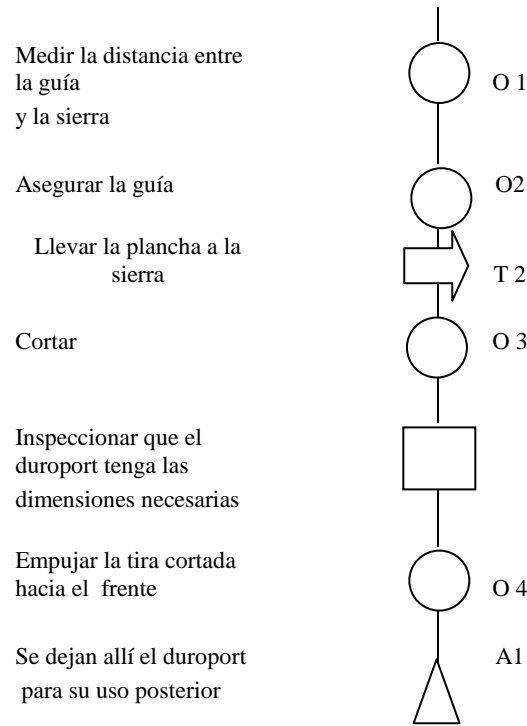 Medir la distancia entre
la guía
y la sierra
O 1
Asegurar la guía
O2
Llevar la plancha a la
sierra
T 2
Cortar
O 3
Inspeccionar que el
duroport tenga las
dimensiones necesarias
Empujar la tira cortada
hacia el frente
O 4
Se dejan allí el duroport
para su uso posterior
A1